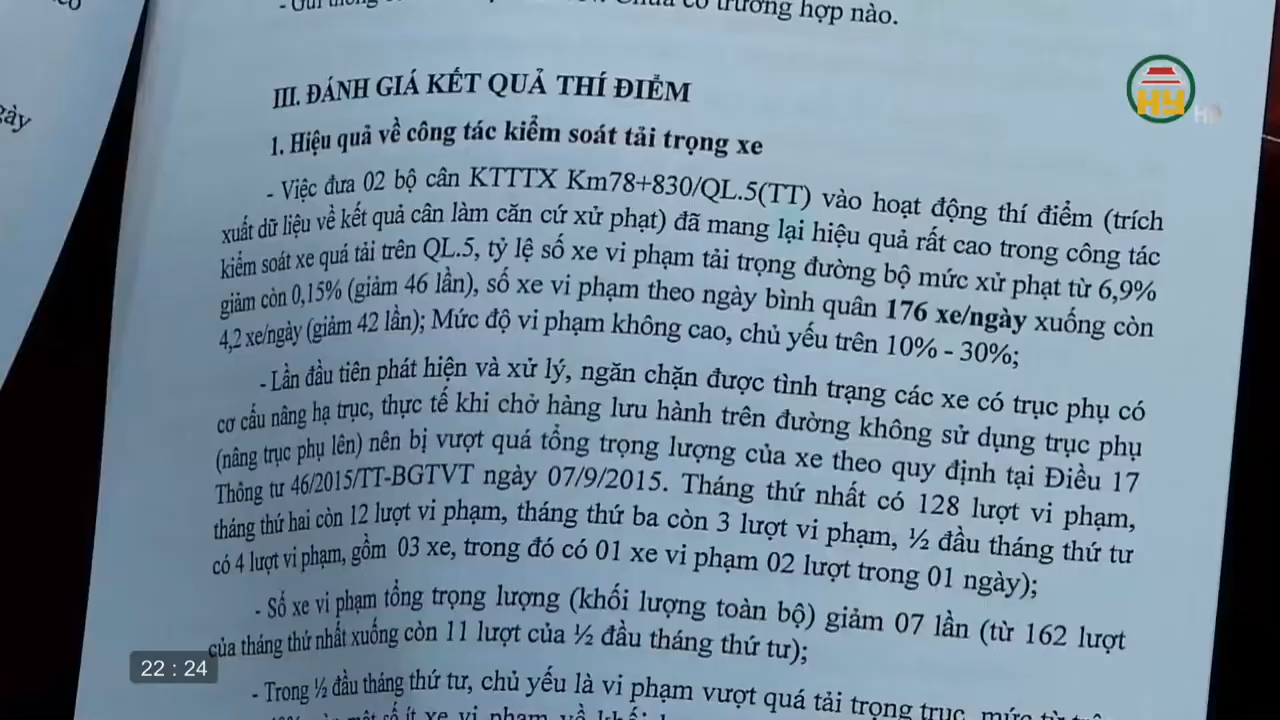 trường hợp nào.
III. ĐÁNH GIÁ KẾT QUẢ THÍ ĐIỂM
1. Hiệu quả về công tác kiểm soát tải trọng xe
- Việc đưa 02 bộ cân KTTTX Km78+830/QL.5(TT) vào hoạt động thí điểm (trích
xuất dữ liệu về kết quả cân làm căn cứ xử phạt) đã mang lại hiệu quả rất cao trong công tác
kiểm soát xe quá tải trên QL.5, tỷ lệ số xe vi phạm tải trọng đường bộ mức xử phạt từ 6,9%
giảm còn 0,15% (giảm 46 lần), số xe vi phạm theo ngày bình quân 176 xe/ngày xuống còn
4,2 xe/ngày (giảm 42 lần); Mức độ vi phạm không cao, chủ yếu trên 10% - 30%;
- Lần đầu tiên phát hiện và xử lý, ngăn chặn được tình trạng các xe có trục phụ có
cơ cấu nâng hạ trục, thực tế khi chở hàng lưu hành trên đường không sử dụng trục phụ
(nâng trục phụ lên) nên bị vượt quá tổng trọng lượng của xe theo quy định tại Điều 17
Thông tư 46/2015/TT-BGTVT ngày 07/9/2015. Tháng thứ nhất có 128 lượt vi phạm,
tháng thứ hai còn 12 lượt vi phạm, tháng thứ ba còn 3 lượt vi phạm, ½ đầu tháng thứ tư
có 4 lượt vi phạm, gồm 03 xe, trong đó có 01 xe vi phạm 02 lượt trong 01 ngày);
- Số xe vi phạm tổng trọng lượng (khối lượng toàn bộ) giảm 07 lần (từ 162 lượt
của tháng thứ nhất xuống còn 11 lượt của ½ đầu tháng thứ tư);
- Trong ½ đầu tháng thứ tư, chủ yếu là vi phạm vượt quá tải trọng trục, mức từ
ít xe vi phạm về
HY
22 : 24